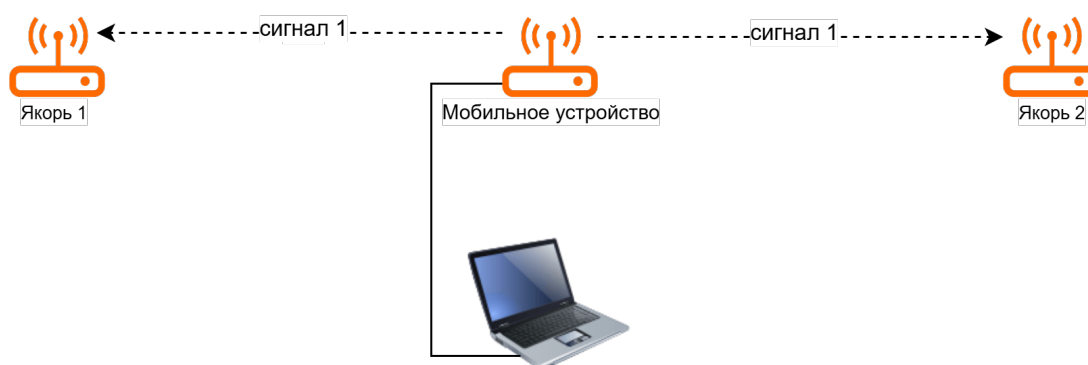 сигнал 1
сигнал 1
Якорь 1
Мобильное устройство
Якорь 2